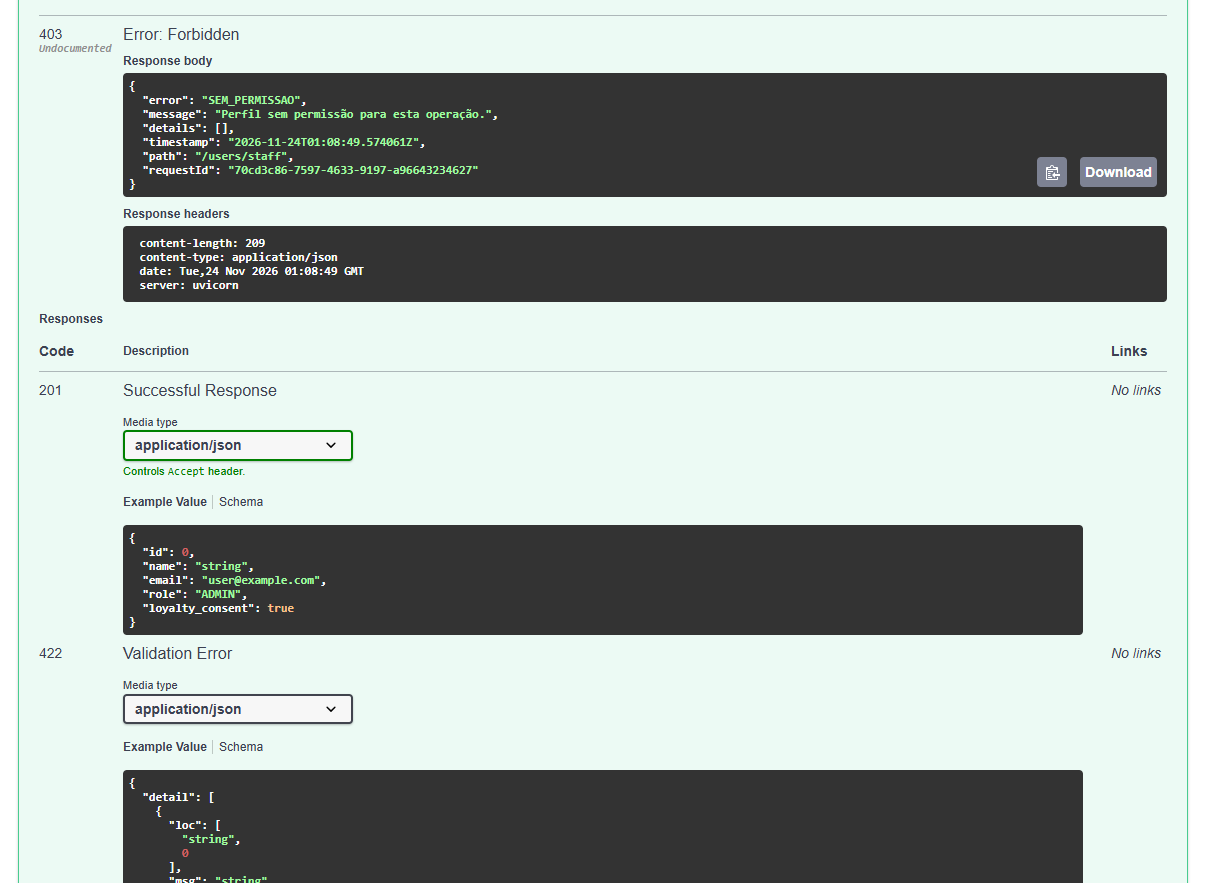 403
Undocumented
Error: Forbidden
Response body
{
  "error": "SEM_PERMISSAO",
  "message": "Perfil sem permissão para esta operação.",
  "details": [],
  "timestamp": "2026-11-24T01:08:49.574061Z",
  "path": "/users/staff",
  "requestId": "70cd3c86-7597-4633-9197-a96643234627"
}
Download
Response headers
content-length: 209
content-type: application/json
date: Tue,24 Nov 2026 01:08:49 GMT
server: uvicorn
Responses
Code Description Links
201 Successful Response No links
Media type
application/json
Controls Accept header.
Example Value Schema
{
  "id": 0,
  "name": "string",
  "email": "user@example.com",
  "role": "ADMIN",
  "loyalty_consent": true
}
422 Validation Error No links
Media type
application/json
Example Value Schema
{
  "detail": [
    {
      "loc": [
        "string",
        0
      ],
      "msg": "string"